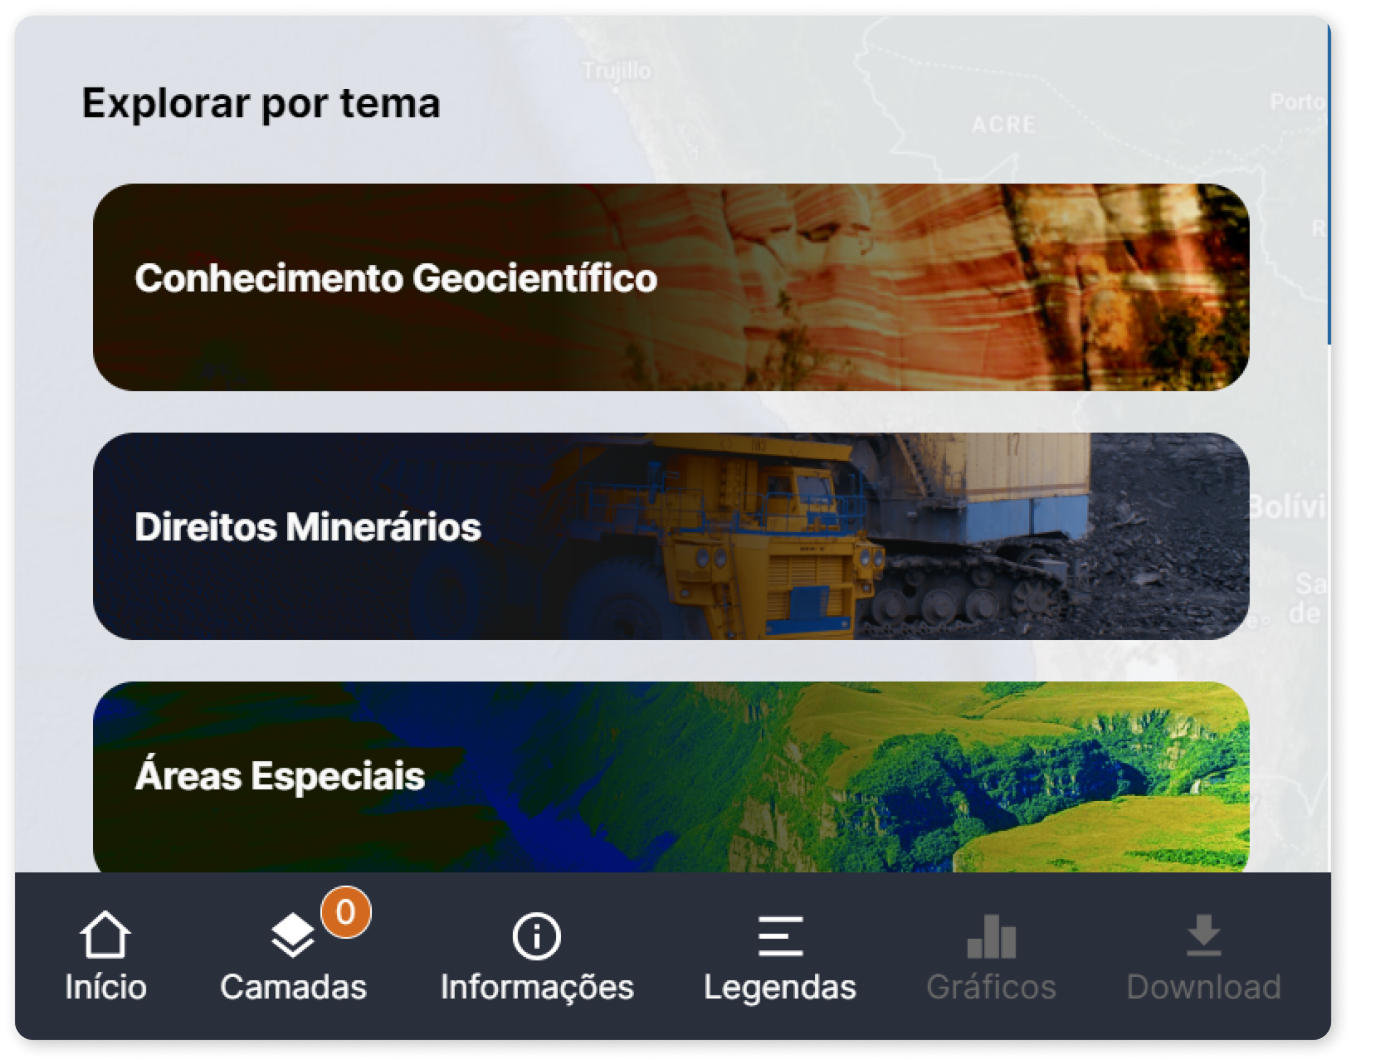 Trujillo
Explorar por tema
ACRE
Porto
R
Conhecimento Geocientífico
Direitos Minerários
Bolívi
Sa
de
Áreas Especiais
0
Início
Camadas
Informações
Legendas
Gráficos
Download